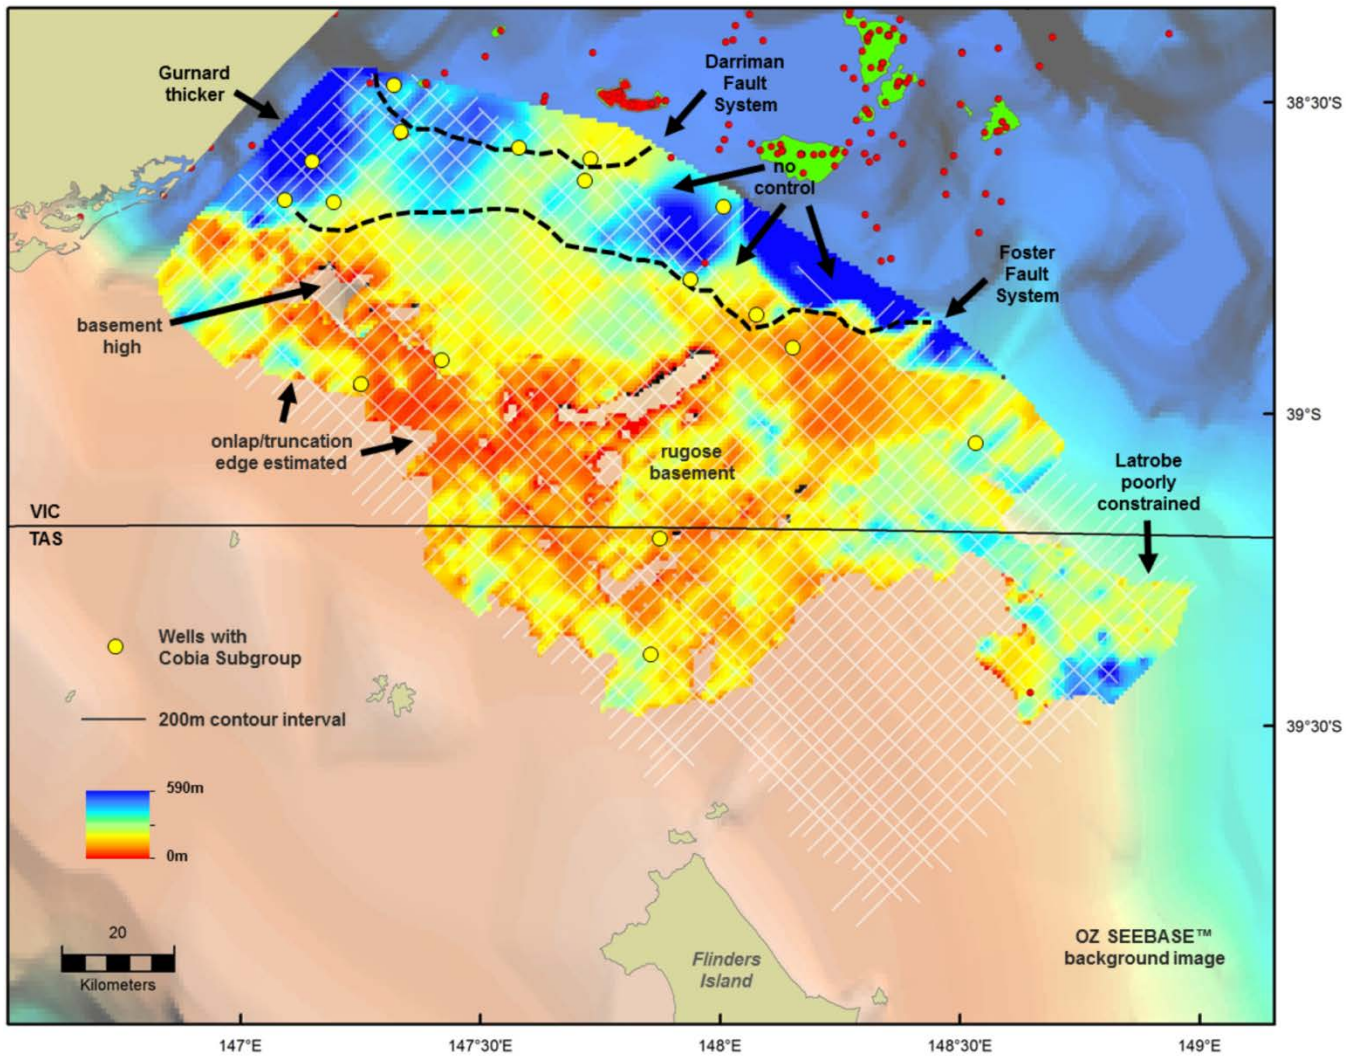 Gurnard
thicker
Darriman
Fault
System
38°30'S
no
control
Foster
Fault
System
basement
high
39°S
onlap/truncation
edge estimated
rugose
basement
Latrobe
poorly
constrained
VIC
TAS
Wells with
Cobia Subgroup
200m contour interval
39°30'S
590m
0m
20
Kilometers
Flinders
Island
OZ SEEBASE™
background image
147°E
147°30'E
148°E
148°30'E
149°E